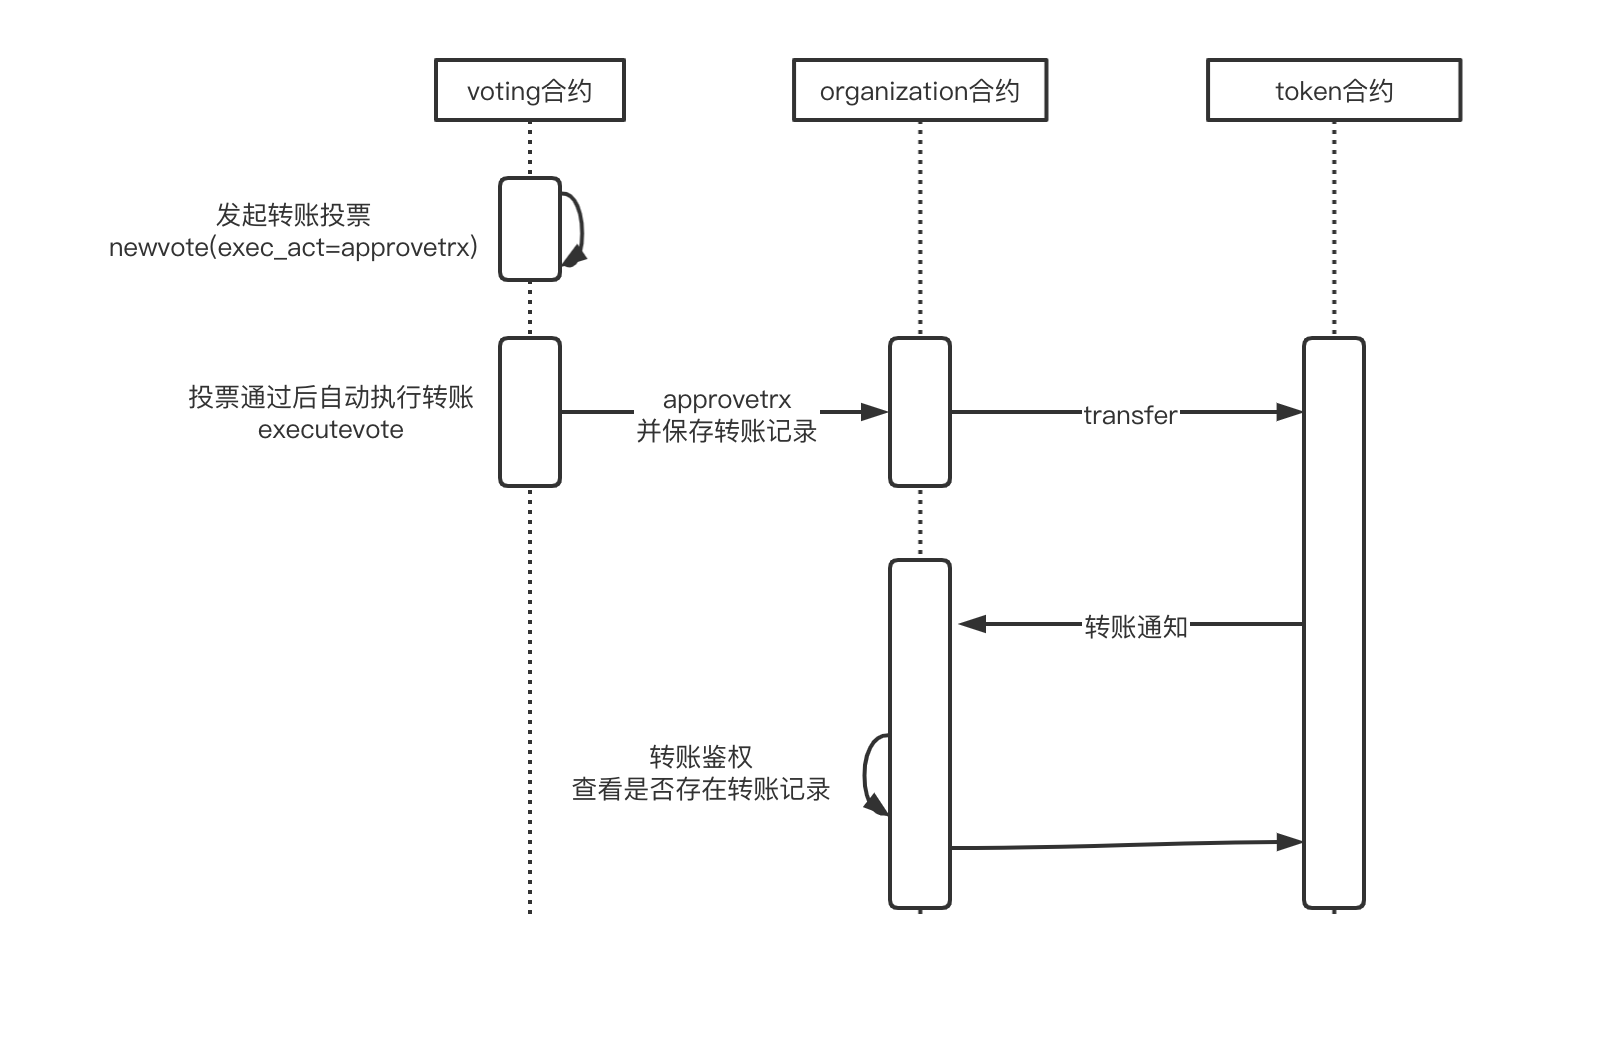 voting合约
organization合约
token合约
发起转账投票
newvote(exec_act=approvetrx)
投票通过后自动执行转账
executevote
approvetrx
并保存转账记录
transfer
转账通知
转账鉴权
查看是否存在转账记录